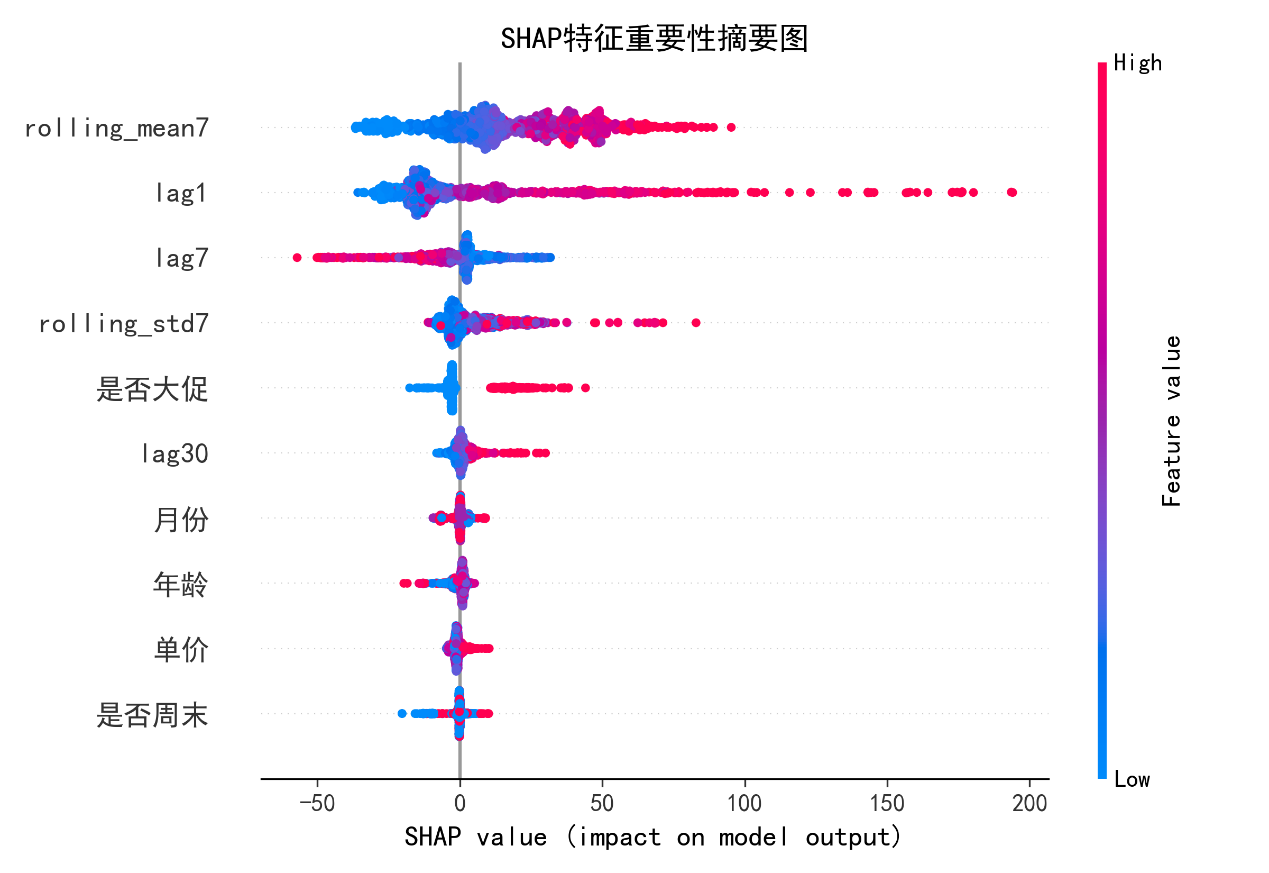 SHAP特征重要性摘要图
High
rolling_mean7
lag1
lag7
rolling_std7
是否大促
lag30
月份
年龄
单价
是否周末
Feature value
Low
−50 0 50 100 150 200
SHAP value (impact on model output)